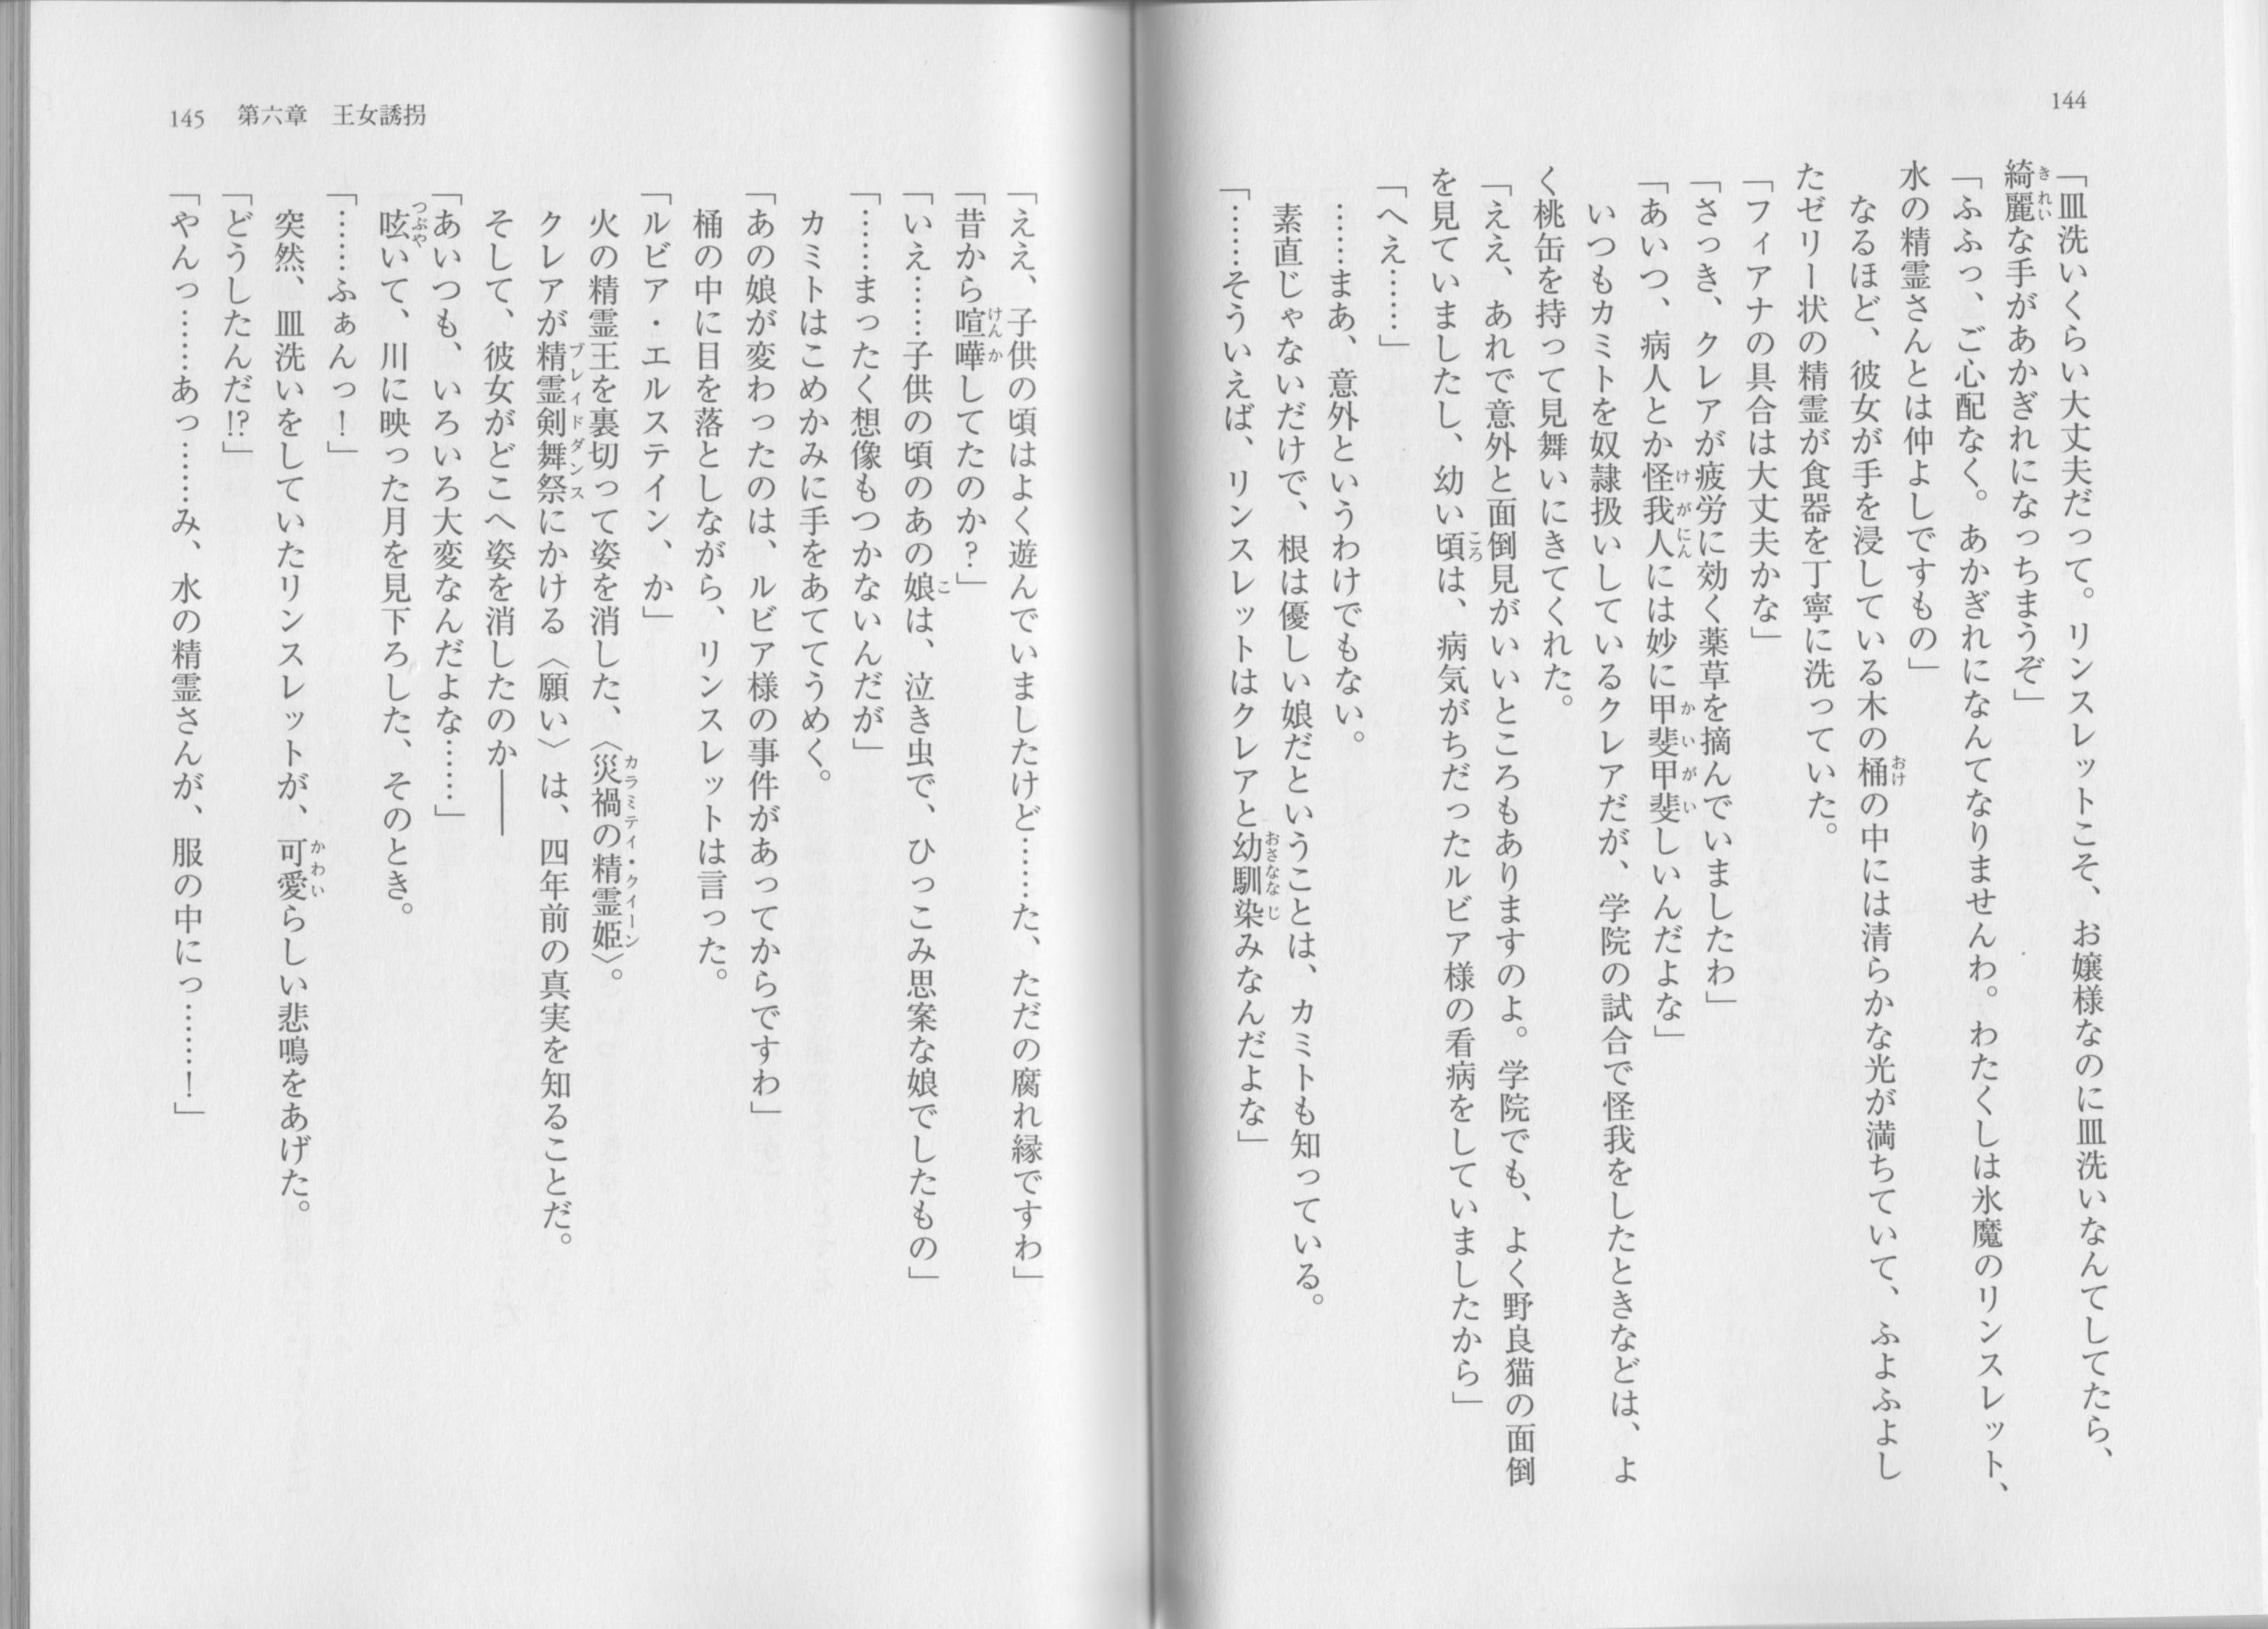 144
「皿洗いくらい大丈夫だって。リンスレットこそ、お嬢様なのに皿洗いなんてしてたら、
綺麗な手があかぎれになっちまうぞ」
「ふふっ、ご心配なく。あかぎれになんてなりませんわ。わたくしは氷魔のリンスレット、
水の精霊さんとは仲よしですもの」
なるほど、彼女が手を浸している木の桶の中には清らかな光が満ちていて、ふよふよし
たゼリー状の精霊が食器を丁寧に洗っていた。
「フィアナの具合は大丈夫かな」
「さっき、クレアが疲労に効く薬草を摘んでいましたわ」
「あいつ、病人とか怪我人には妙に甲斐甲斐しいんだよな」
いつもカミトを奴隷扱いしているクレアだが、学院の試合で怪我をしたときなどは、よ
く桃缶を持って見舞いにきてくれた。
「ええ、あれで意外と面倒見がいいところもありますのよ。学院でも、よく野良猫の面倒
を見ていましたし、幼い頃は、病気がちだったルビア様の看病をしていましたから」
「へえ……」
……まあ、意外というわけでもない。
素直じゃないだけで、根は優しい娘だということは、カミトも知っている。
「……そういえば、リンスレットはクレアと幼馴染みなんだよな」
145 第六章 王女誘拐
「ええ、子供の頃はよく遊んでいましたけど……た、ただの腐れ縁ですわ」
「昔から喧嘩してたのか?」
「いえ……子供の頃のあの娘は、泣き虫で、ひっこみ思案な娘でしたもの」
「……まったく想像もつかないんだが」
カミトはこめかみに手をあててうめく。
「あの娘が変わったのは、ルビア様の事件があってからですわ」
桶の中に目を落としながら、リンスレットは言った。
「ルビア・エルステイン、か」
火の精霊王を裏切って姿を消した、〈災禍の精霊姫〉。
クレアが精霊剣舞祭にかける〈願い〉は、四年前の真実を知ることだ。
そして、彼女がどこへ姿を消したのか――
「あいつも、いろいろ大変なんだよな……」
呟いて、川に映った月を見下ろした、そのとき。
「……ふぁんっ!」
突然、皿洗いをしていたリンスレットが、可愛らしい悲鳴をあげた。
「どうしたんだ!?」
「やんっ……あっ……み、水の精霊さんが、服の中にっ……!」